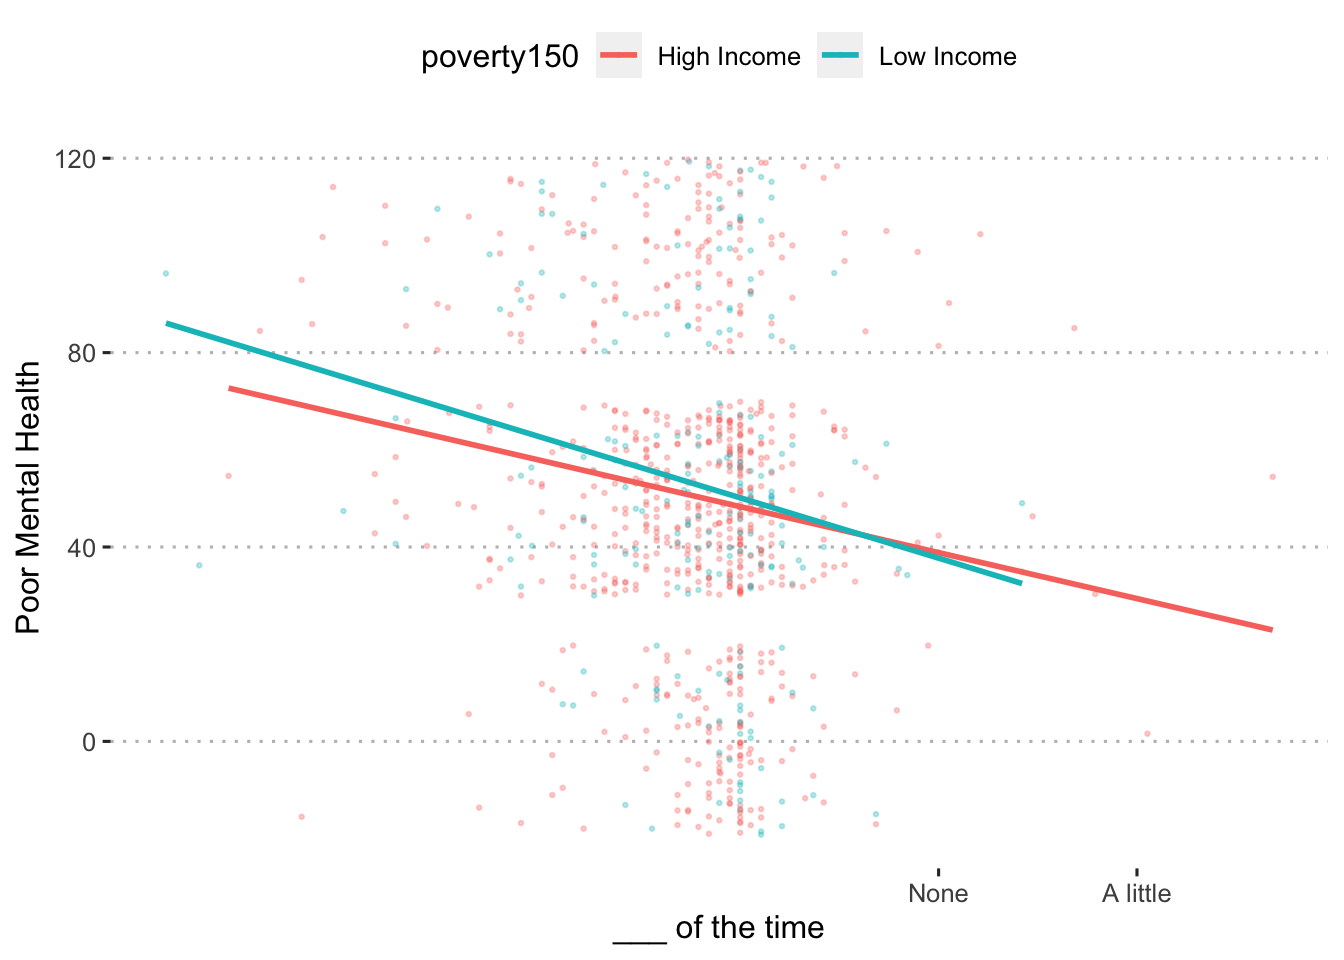 poverty150 High Income Low Income
120
80
40
0
Poor Mental Health
None A little
___ of the time